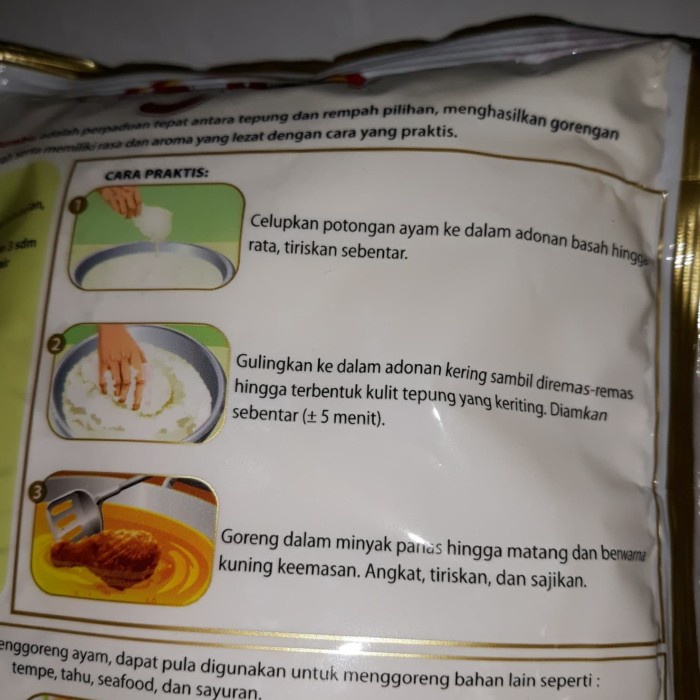 adalah perpaduan tepat antara tepung dan rempah pilihan, menghasilkan gorengan
serta memiliki rasa dan aroma yang lezat dengan cara yang praktis.
CARA PRAKTIS:
1
Celupkan potongan ayam ke dalam adonan basah hingga
rata, tiriskan sebentar.
3 sdm
2
Gulingkan ke dalam adonan kering sambil diremas-remas
hingga terbentuk kulit tepung yang keriting. Diamkan
sebentar (± 5 menit).
3
Goreng dalam minyak panas hingga matang dan berwarna
kuning keemasan. Angkat, tiriskan, dan sajikan.
enggoreng ayam, dapat pula digunakan untuk menggoreng bahan lain seperti :
tempe, tahu, seafood, dan sayuran.